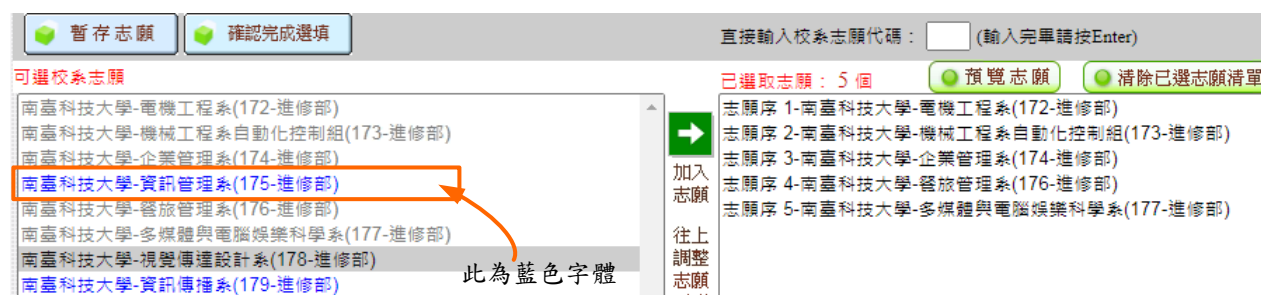 暫存志願
確認完成選填
直接輸入校系志願代碼： (輸入完畢請按Enter)
可選校系志願
已選取志願： 5 個
預覽志願
清除已選志願清單
南臺科技大學-電機工程系(172-進修部)
南臺科技大學-機械工程系自動化控制組(173-進修部)
南臺科技大學-企業管理系(174-進修部)
南臺科技大學-資訊管理系(175-進修部)
南臺科技大學-餐旅管理系(176-進修部)
南臺科技大學-多媒體與電腦娛樂科學系(177-進修部)
南臺科技大學-視覺傳達設計系(178-進修部)
南臺科技大學-資訊傳播系(179-進修部)
此為藍色字體
加入
志願
往上
調整
志願
志願序 1-南臺科技大學-電機工程系(172-進修部)
志願序 2-南臺科技大學-機械工程系自動化控制組(173-進修部)
志願序 3-南臺科技大學-企業管理系(174-進修部)
志願序 4-南臺科技大學-餐旅管理系(176-進修部)
志願序 5-南臺科技大學-多媒體與電腦娛樂科學系(177-進修部)